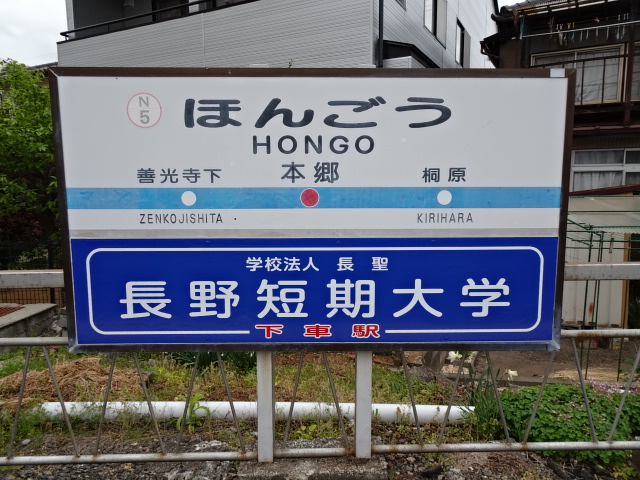 N
5
ほんごう
HONGO
善光寺下 本郷 桐原
ZENKOJISHITA KIRIHARA
学校法人 長聖
長野短期大学
下車駅